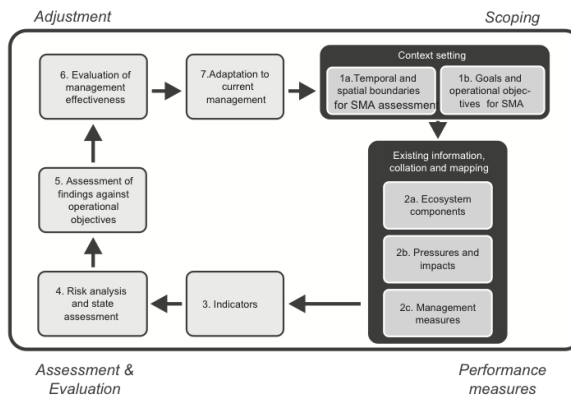 Adjustment
Scoping
6. Evaluation of
management
effectiveness
7.Adaptation to
current
management
Context setting
1a.Temporal and
spatial boundaries
for SMA assessment
1b. Goals and
operational objec-
tives for SMA
Existing information,
collation and mapping
2a. Ecosystem
components
2b. Pressures and
impacts
2c. Management
measures
3. Indicators
4. Risk analysis
and state
assessment
5. Assessment of
findings against
operational
objectives
Assessment &
Evaluation
Performance
measures